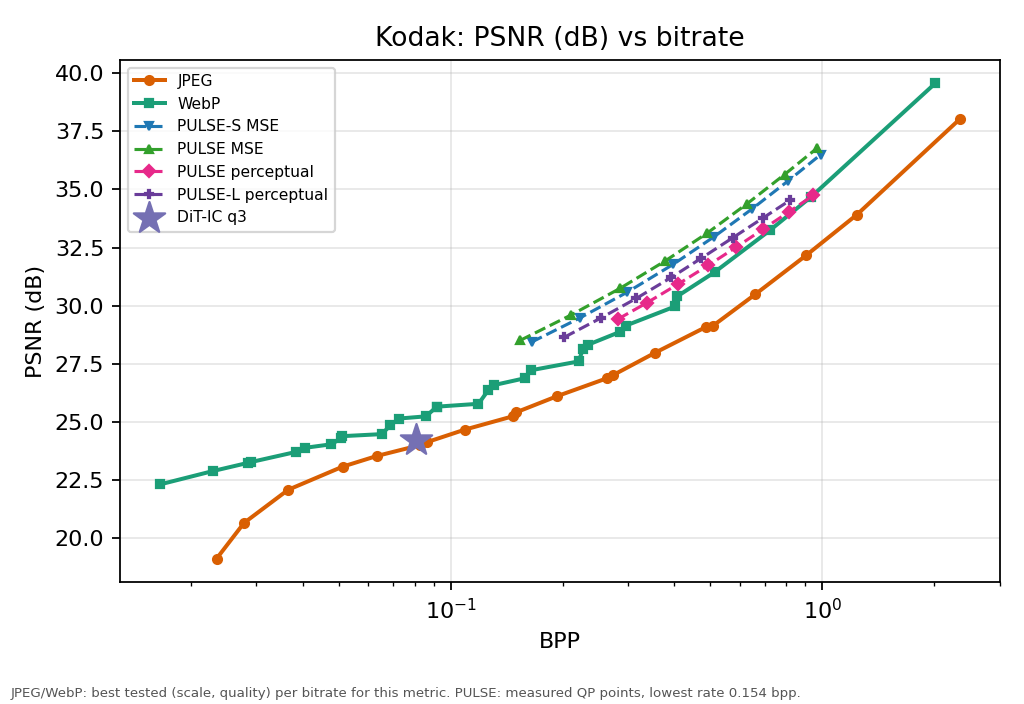 Kodak: PSNR (dB) vs bitrate
JPEG
WebP
PULSE-S MSE
PULSE MSE
PULSE perceptual
PULSE-L perceptual
DiT-IC q3
PSNR (dB)
40.0
37.5
35.0
32.5
30.0
27.5
25.0
22.5
20.0
10⁻¹
10⁰
BPP
JPEG/WebP: best tested (scale, quality) per bitrate for this metric. PULSE: measured QP points, lowest rate 0.154 bpp.